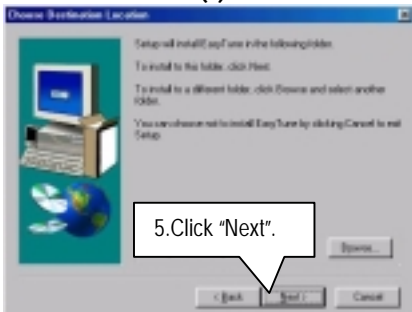 Choose Destination Location
Setup will install EasyTune in the following folder.
To install to this folder, click Next.
To install to a different folder, click Browse and select another
folder.
You can choose not to install EasyTune by clicking Cancel to exit
Setup.
5.Click “Next”.
Browse...
< Back
Next >
Cancel